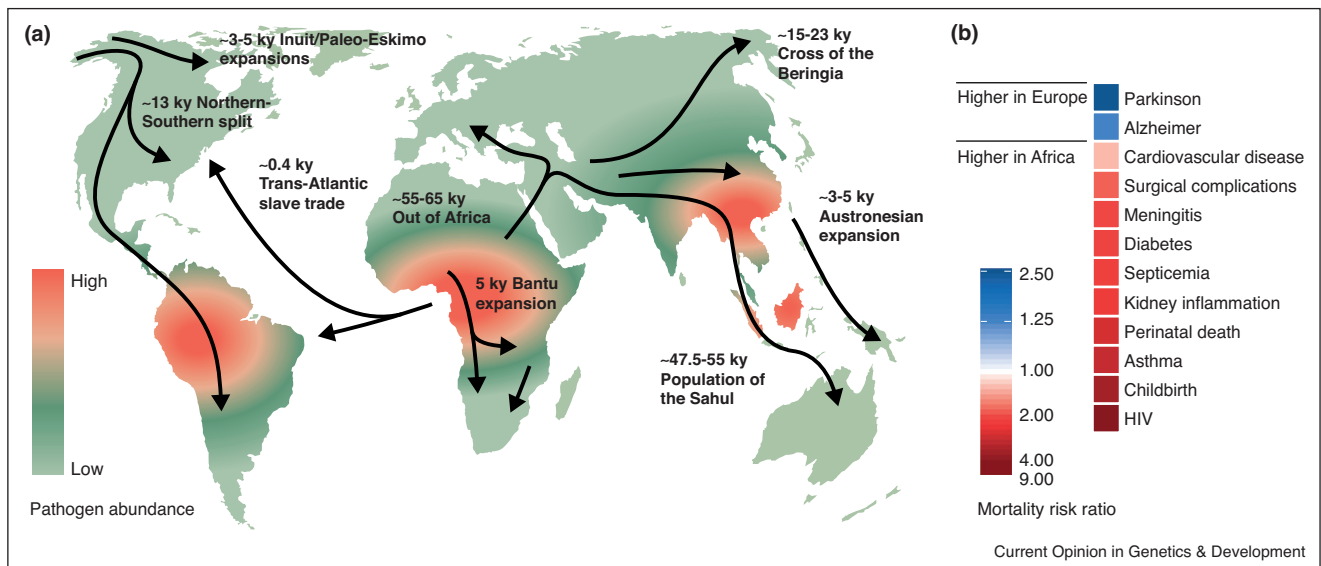 (a)
~3-5 ky Inuit/Paleo-Eskimo
expansions
~13 ky Northern-
Southern split
~0.4 ky
Trans-Atlantic
slave trade
~55-65 ky
Out of Africa
5 ky Bantu
expansion
~15-23 ky
Cross of the
Beringia
~3-5 ky
Austronesian
expansion
~47.5-55 ky
Population of
the Sahul
High
Low
Pathogen abundance
(b)
Higher in Europe
Higher in Africa
Parkinson
Alzheimer
Cardiovascular disease
Surgical complications
Meningitis
Diabetes
Septicemia
Kidney inflammation
Perinatal death
Asthma
Childbirth
HIV
2.50
1.25
1.00
2.00
4.00
9.00
Mortality risk ratio
Current Opinion in Genetics & Development